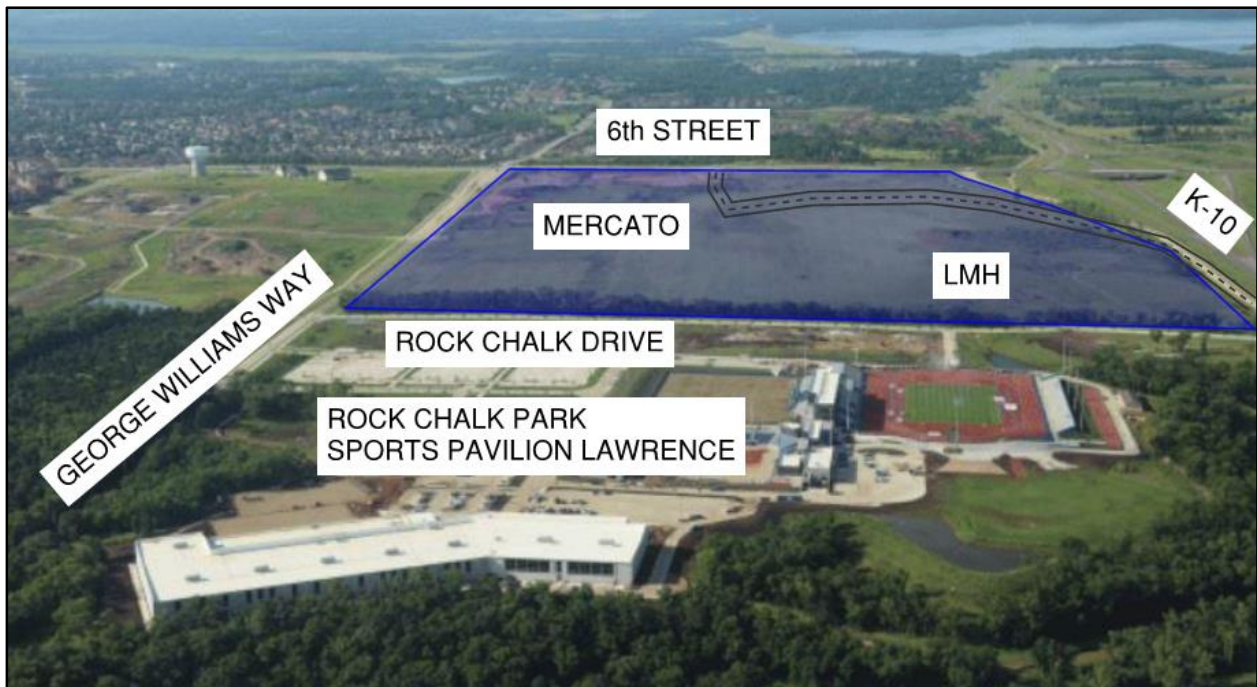 6th STREET
K-10
MERCATO
LMH
GEORGE WILLIAMS WAY
ROCK CHALK DRIVE
ROCK CHALK PARK
SPORTS PAVILION LAWRENCE